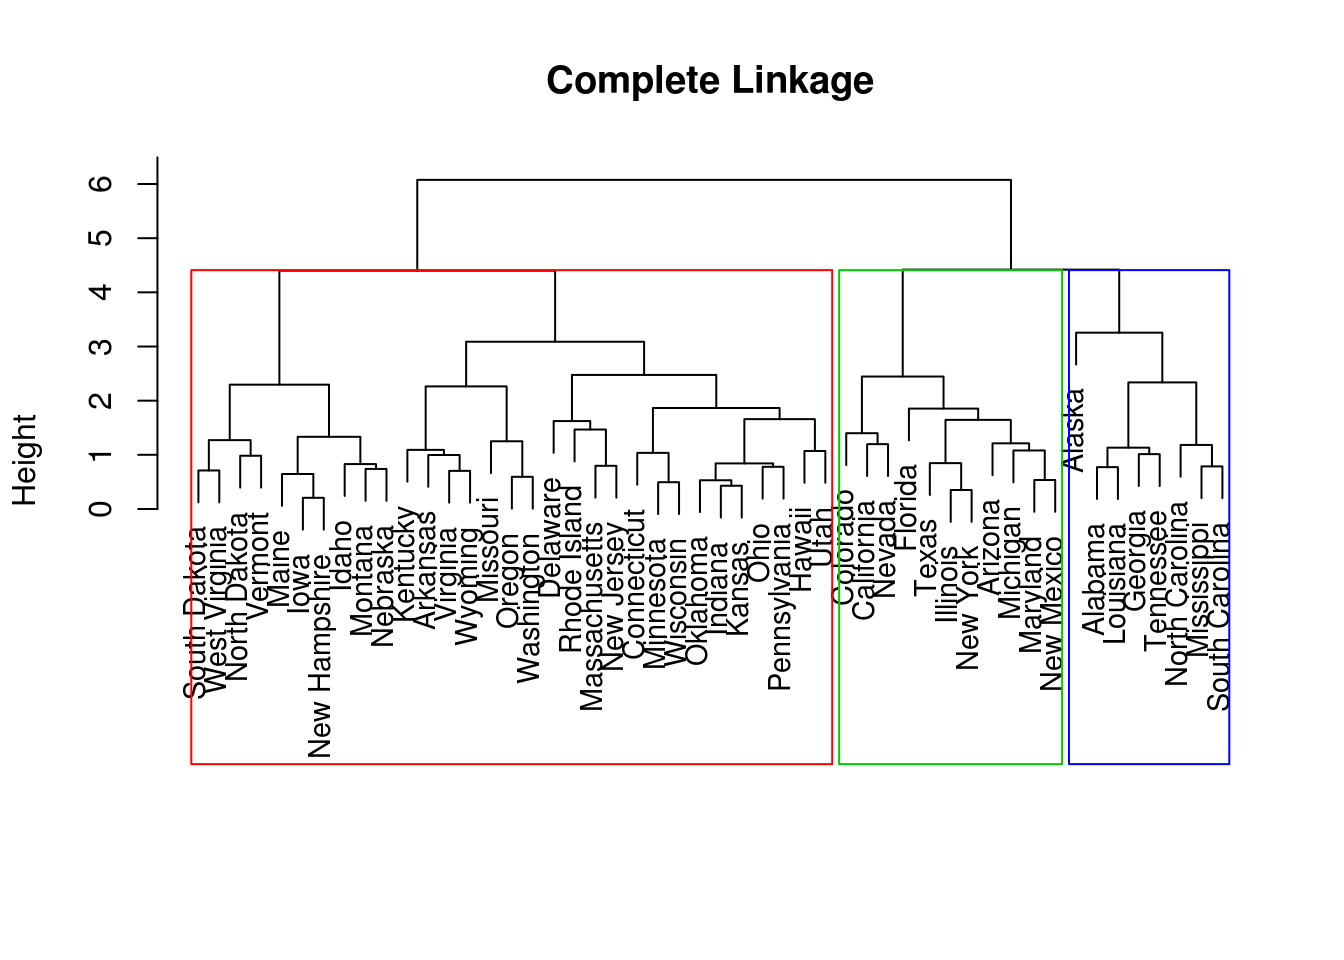 Complete Linkage
Height
6
5
4
3
2
1
0
South Dakota
West Virginia
North Dakota
Vermont
Maine
Iowa
New Hampshire
Idaho
Montana
Nebraska
Kentucky
Arkansas
Virginia
Wyoming
Missouri
Oregon
Washington
Delaware
Rhode Island
Massachusetts
New Jersey
Connecticut
Minnesota
Wisconsin
Oklahoma
Indiana
Kansas
Ohio
Pennsylvania
Hawaii
Utah
Colorado
California
Nevada
Florida
Texas
Illinois
New York
Arizona
Michigan
Maryland
New Mexico
Alaska
Alabama
Louisiana
Georgia
Tennessee
North Carolina
Mississippi
South Carolina